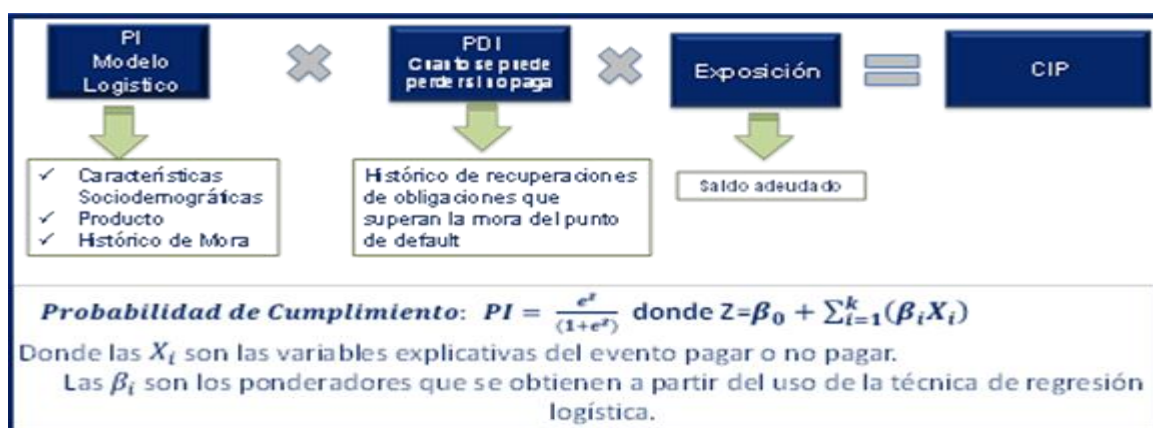 PI
Modelo
Logistico
PDI
Cuanto se puede
perder si no paga
Exposición
CIP
✓ Características
Sociodemográficas
✓ Producto
✓ Histórico de Mora
Histórico de recuperaciones
de obligaciones que
superan la mora del punto
de default
Saldo adeudado
Probabilidad de Cumplimiento: PI = e^z/(1+e^z) donde Z=β₀ + ∑ᵢ₌₁ᵏ(βᵢXᵢ)
Donde las Xᵢ son las variables explicativas del evento pagar o no pagar.
Las βᵢ son los ponderadores que se obtienen a partir del uso de la técnica de regresión
logística.